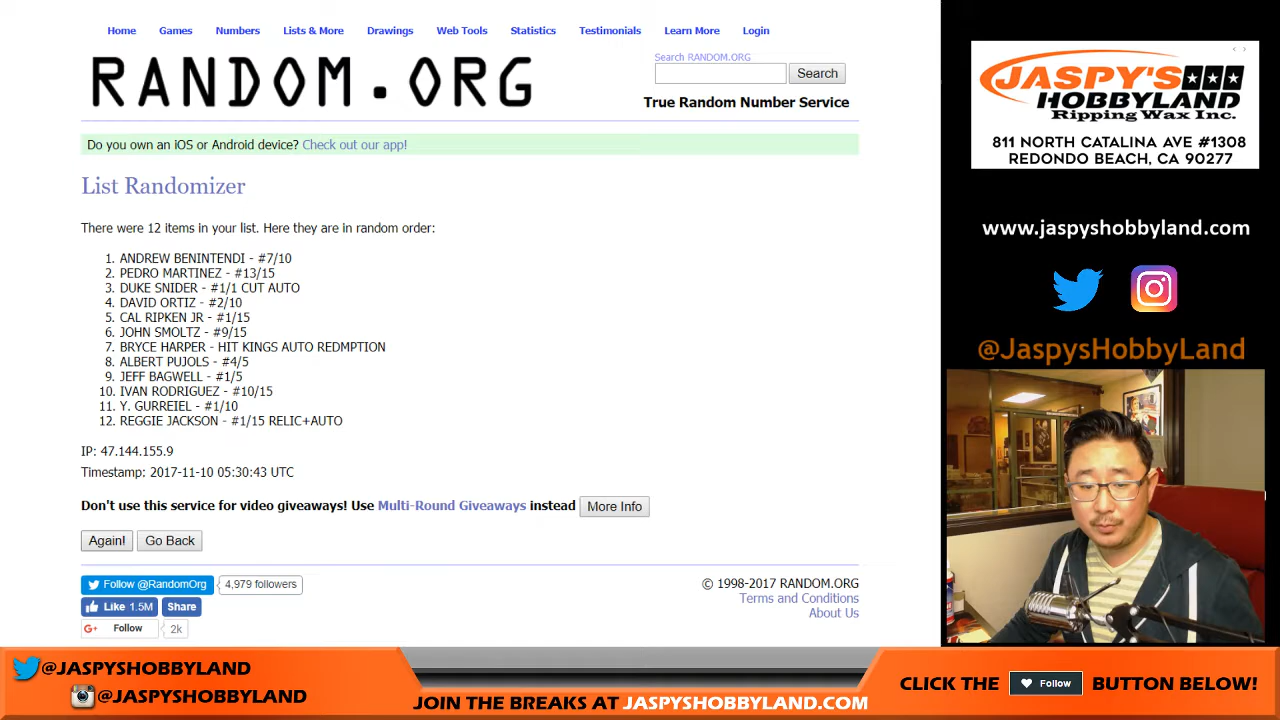 Home Games Numbers Lists & More Drawings Web Tools Statistics Testimonials Learn More Login
RANDOM.ORG
Search RANDOM.ORG
Search
True Random Number Service
Do you own an iOS or Android device? Check out our app!
List Randomizer
There were 12 items in your list. Here they are in random order:
1. ANDREW BENINTENDI - #7/10
2. PEDRO MARTINEZ - #13/15
3. DUKE SNIDER - #1/1 CUT AUTO
4. DAVID ORTIZ - #2/10
5. CAL RIPKEN JR - #1/15
6. JOHN SMOLTZ - #9/15
7. BRYCE HARPER - HIT KINGS AUTO REDMPTION
8. ALBERT PUJOLS - #4/5
9. JEFF BAGWELL - #1/5
10. IVAN RODRIGUEZ - #10/15
11. Y. GURREIEL - #1/10
12. REGGIE JACKSON - #1/15 RELIC+AUTO
IP: 47.144.155.9
Timestamp: 2017-11-10 05:30:43 UTC
Don't use this service for video giveaways! Use Multi-Round Giveaways instead More Info
Again! Go Back
Follow @RandomOrg 4,979 followers
Like 1.5M Share
G+ Follow 2k
© 1998-2017 RANDOM.ORG
Terms and Conditions
About Us
JASPY'S
HOBBYLAND
Ripping Wax Inc.
811 NORTH CATALINA AVE #1308
REDONDO BEACH, CA 90277
www.jaspyshobbyland.com
@JaspysHobbyLand
@JASPYSHOBBYLAND
@JASPYSHOBBYLAND
JOIN THE BREAKS AT JASPYSHOBBYLAND.COM
CLICK THE Follow BUTTON BELOW!